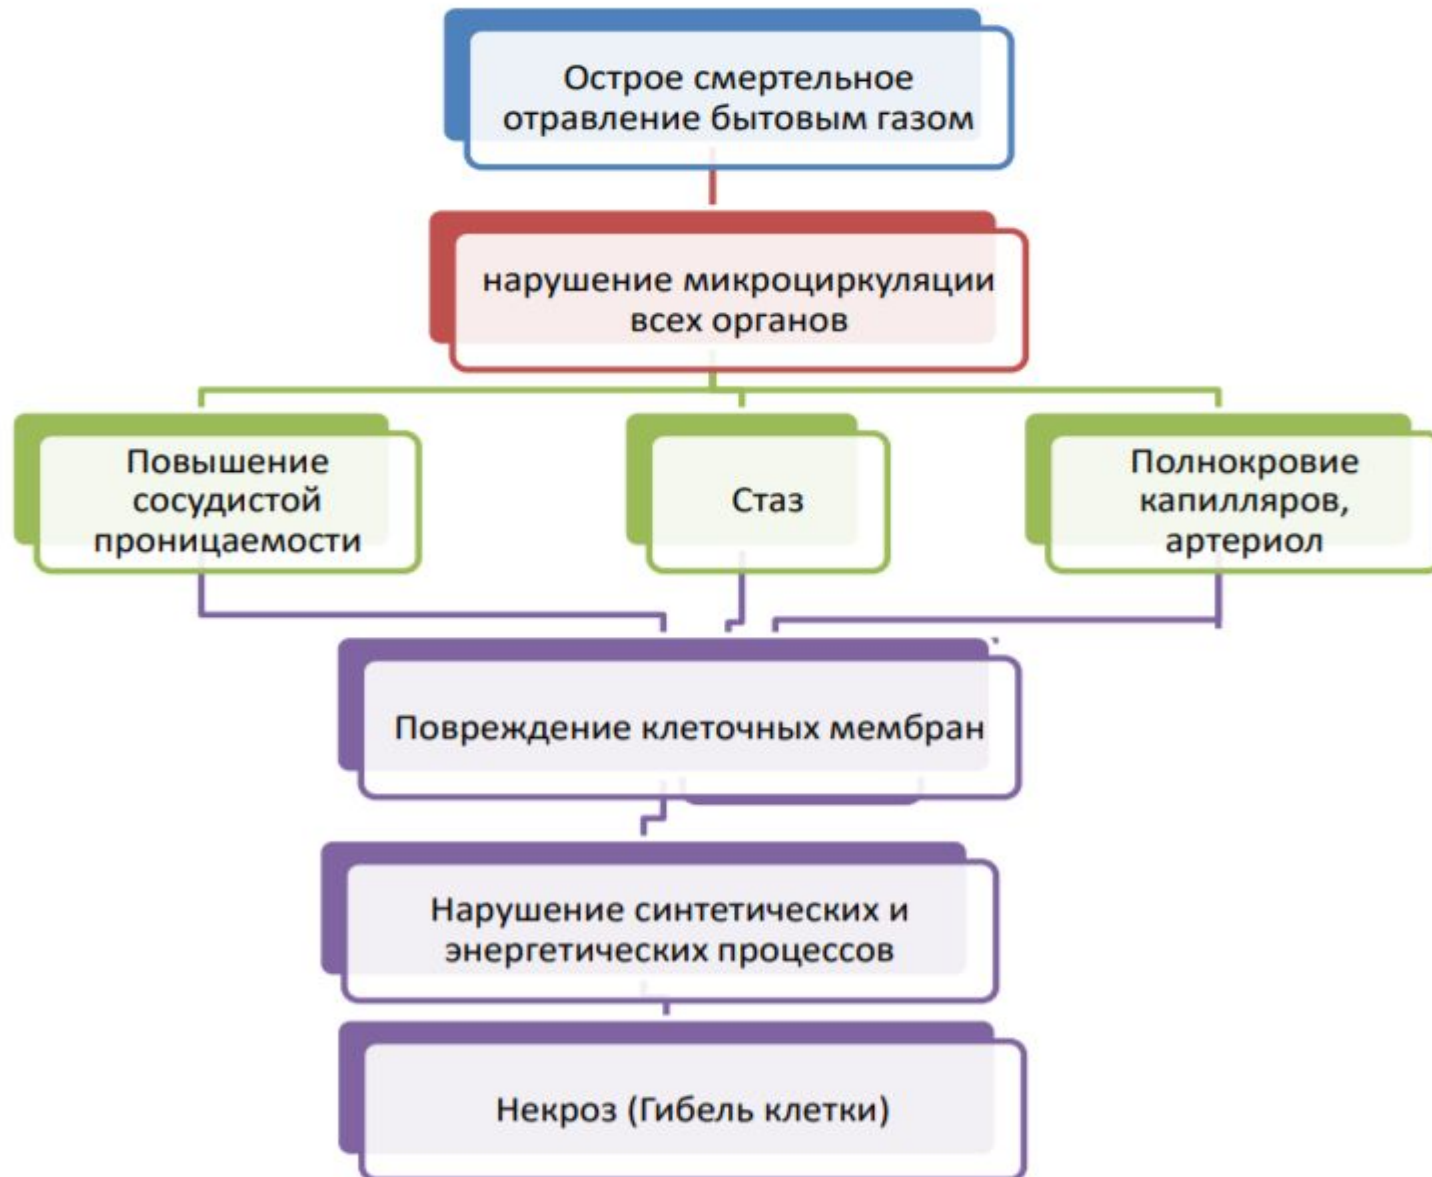 Острое смертельное
отравление бытовым газом
нарушение микроциркуляции
всех органов
Повышение
сосудистой
проницаемости
Стаз
Полнокровие
капилляров,
артериол
Повреждение клеточных мембран
Нарушение синтетических и
энергетических процессов
Некроз (Гибель клетки)